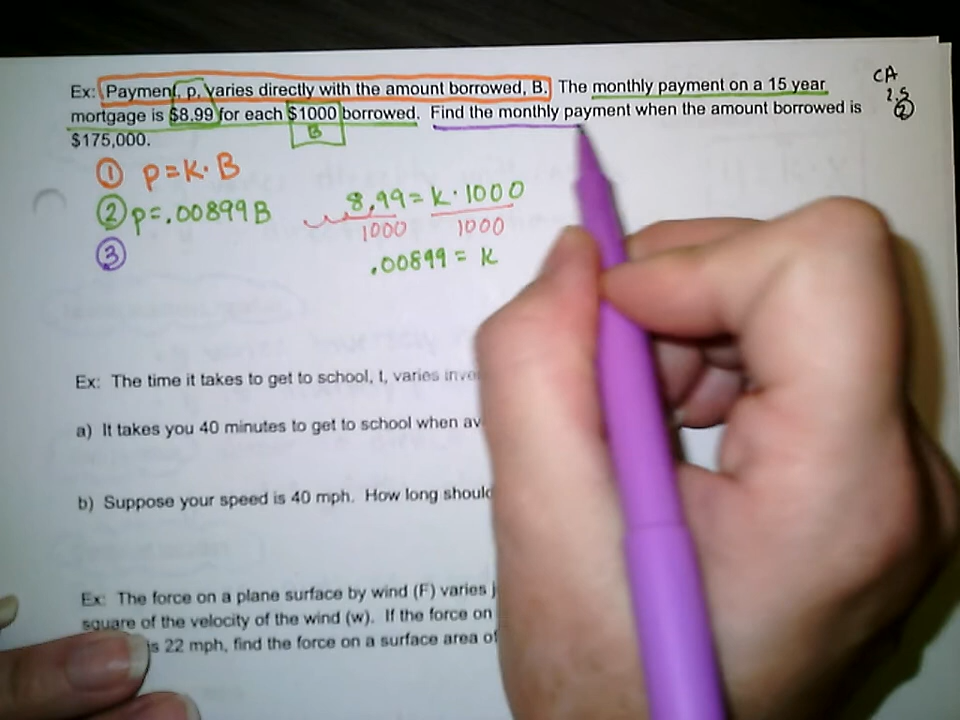 Ex: Payment, p, varies directly with the amount borrowed, B. The monthly payment on a 15 year
mortgage is $8.99 for each $1000 borrowed. Find the monthly payment when the amount borrowed is
$175,000.
CA
2.5
2
B
① p=K·B
② p=.00899B
③
8.99=K·1000
1000 1000
.00899=K
Ex: The time it takes to get to school, t, varies
a) It takes you 40 minutes to get to school when
b) Suppose your speed is 40 mph. How long
Ex: The force on a plane surface by wind (F) varies
square of the velocity of the wind (w). If the force on
is 22 mph, find the force on a surface area of